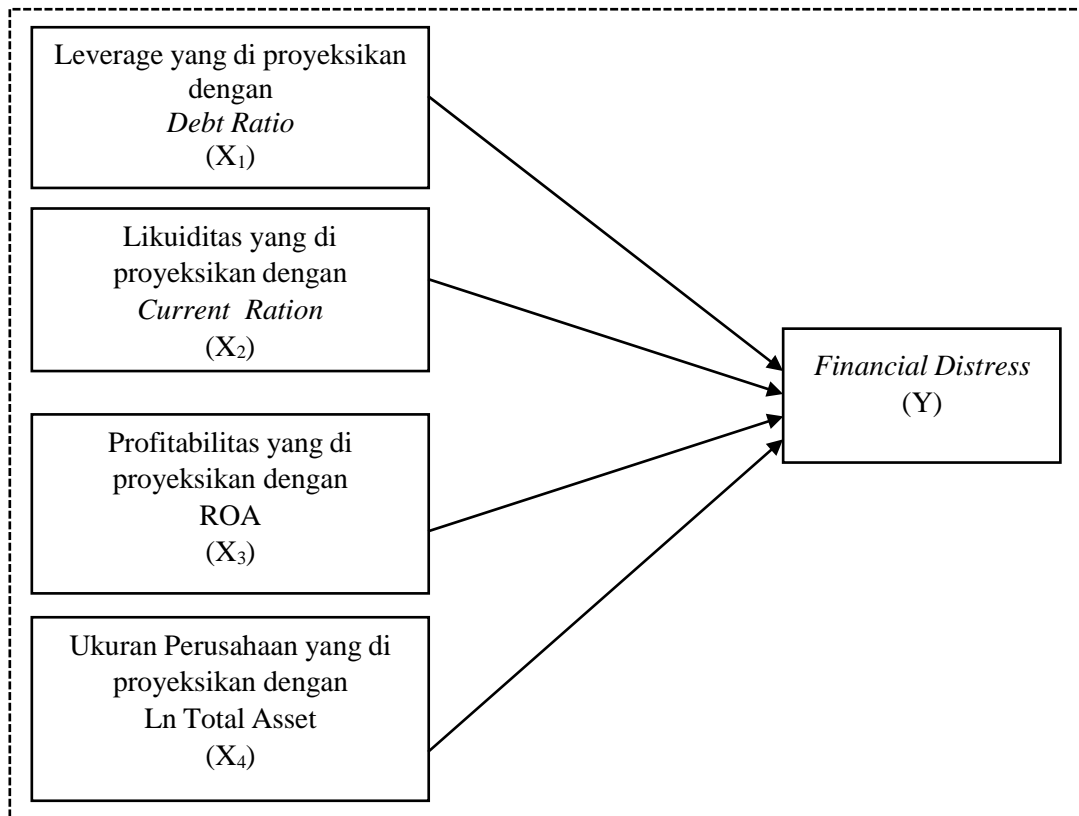 Leverage yang di proyeksikan
dengan
Debt Ratio
(X₁)
Likuiditas yang di
proyeksikan dengan
Current Ration
(X₂)
Profitabilitas yang di
proyeksikan dengan
ROA
(X₃)
Ukuran Perusahaan yang di
proyeksikan dengan
Ln Total Asset
(X₄)
Financial Distress
(Y)